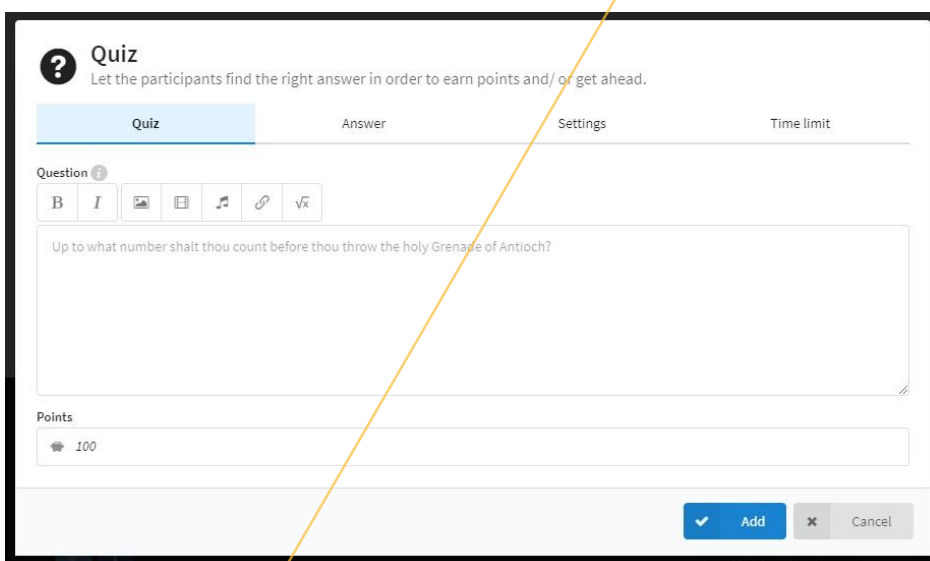 Quiz
Let the participants find the right answer in order to earn points and/ or get ahead.
Quiz Answer Settings Time limit
Question
B I √x
Up to what number shalt thou count before thou throw the holy Grenade of Antioch?
Points
100
Add Cancel